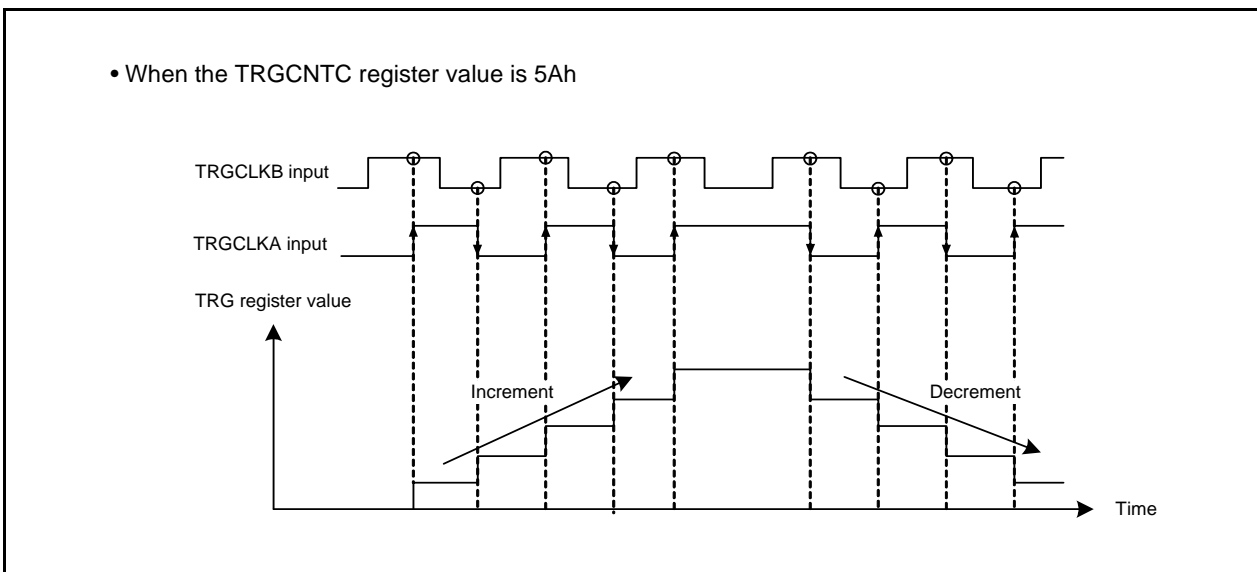 • When the TRGCNTC register value is 5Ah
TRGCLKB input
TRGCLKA input
TRG register value
Increment
Decrement
Time